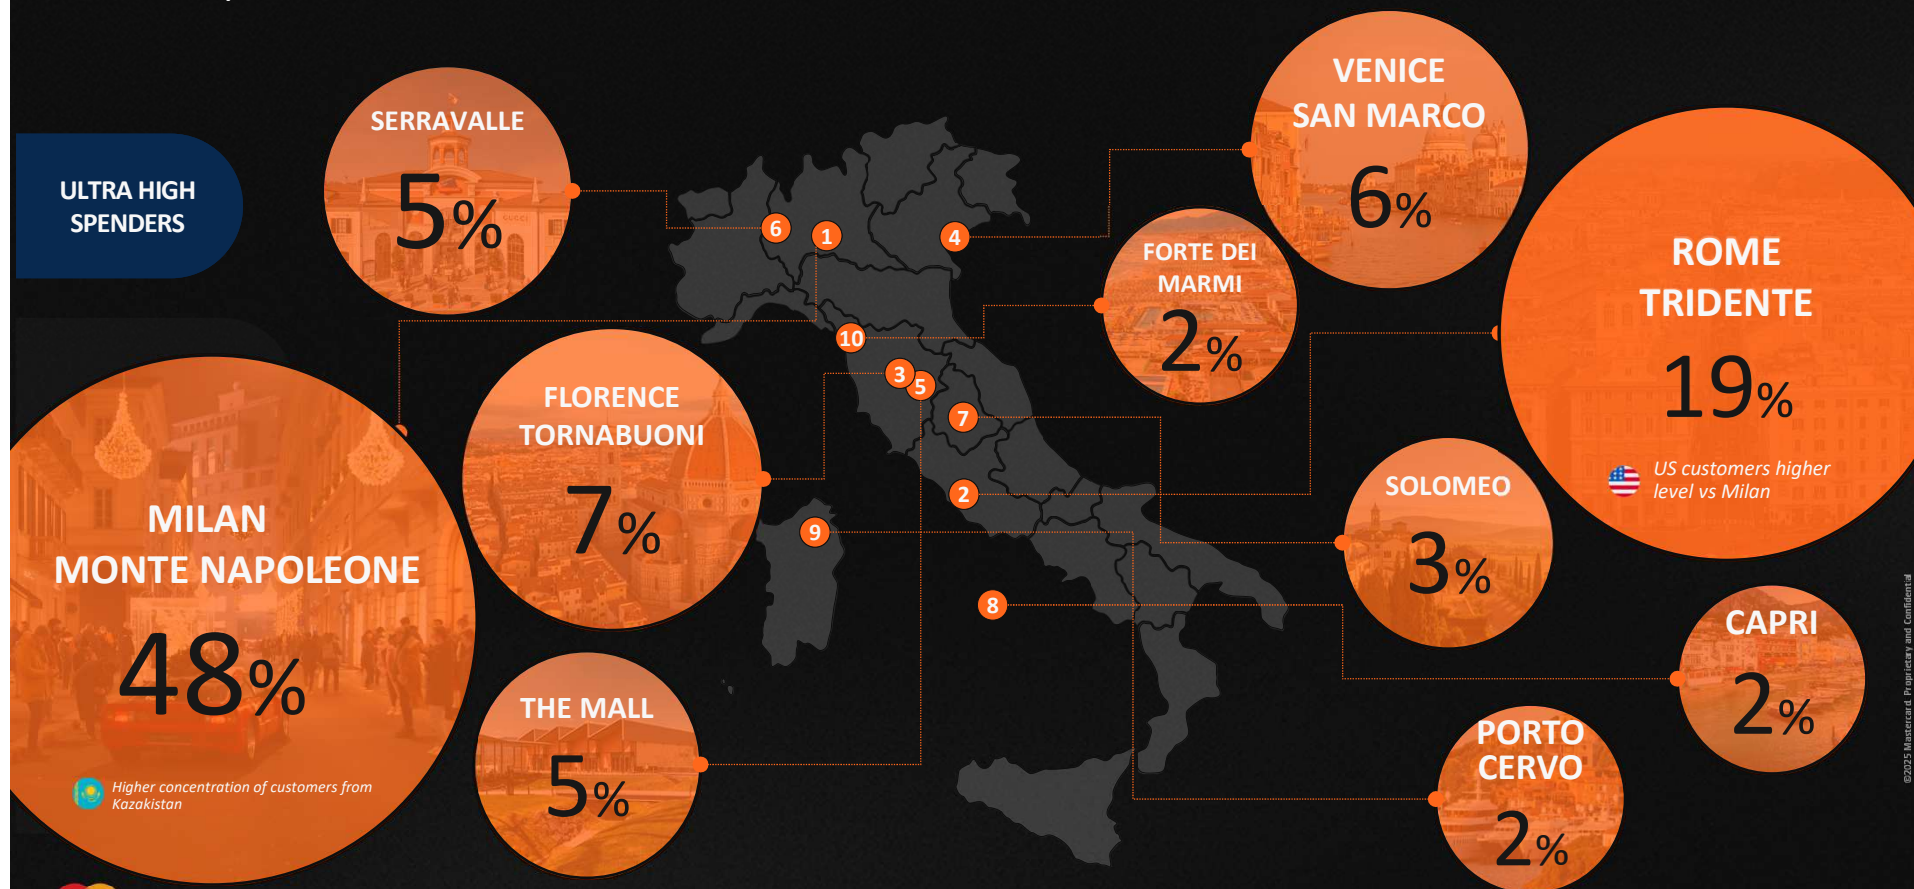 ULTRA HIGH
SPENDERS
SERRAVALLE
5%
GUCCI
VENICE
SAN MARCO
6%
FORTE DEI
MARMI
2%
ROME
TRIDENTE
19%
US customers higher
level vs Milan
FLORENCE
TORNABUONI
7%
MILAN
MONTE NAPOLEONE
48%
Higher concentration of customers from
Kazakistan
THE MALL
5%
SOLOMEO
3%
CAPRI
2%
PORTO
CERVO
2%
6
1
4
10
3
5
7
2
9
8
©2025 Mastercard. Proprietary and Confidential